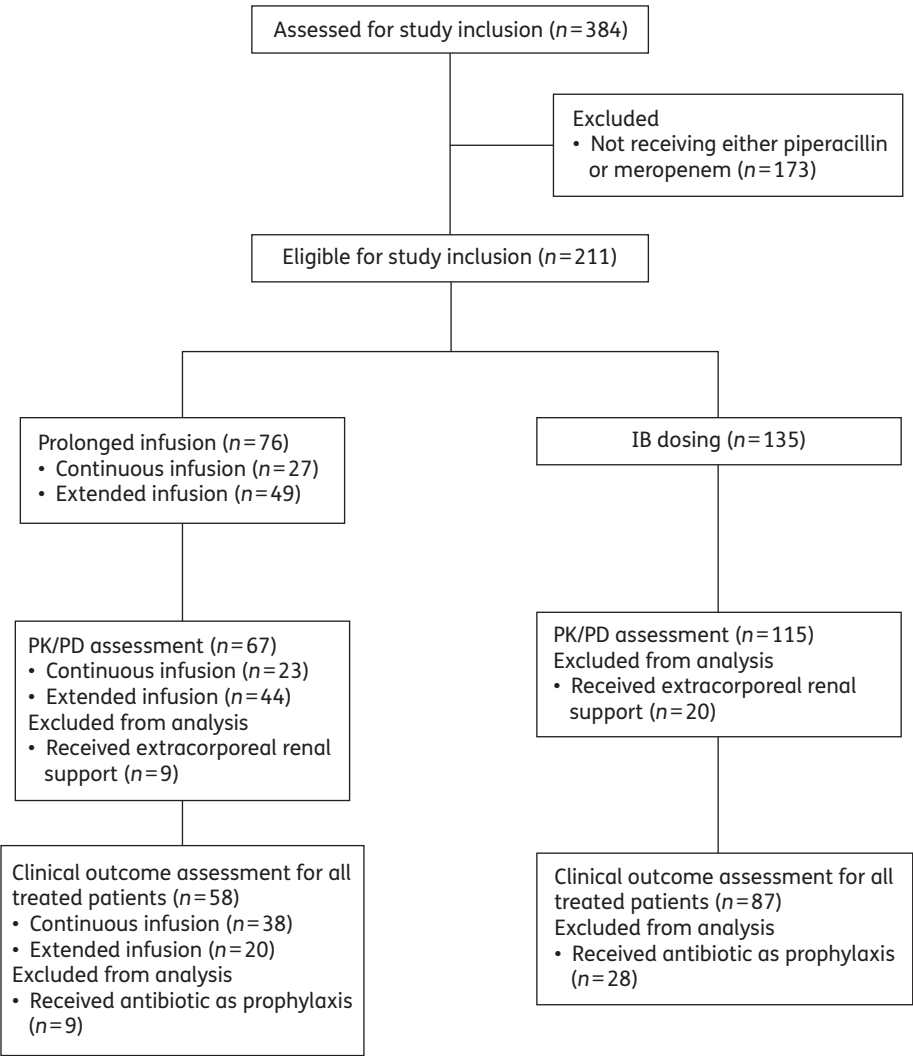 Assessed for study inclusion (n=384)
Excluded
• Not receiving either piperacillin
or meropenem (n=173)
Eligible for study inclusion (n=211)
Prolonged infusion (n=76)
• Continuous infusion (n=27)
• Extended infusion (n=49)
IB dosing (n=135)
PK/PD assessment (n=67)
• Continuous infusion (n=23)
• Extended infusion (n=44)
Excluded from analysis
• Received extracorporeal renal
support (n=9)
PK/PD assessment (n=115)
Excluded from analysis
• Received extracorporeal renal
support (n=20)
Clinical outcome assessment for all
treated patients (n=58)
• Continuous infusion (n=38)
• Extended infusion (n=20)
Excluded from analysis
• Received antibiotic as prophylaxis
(n=9)
Clinical outcome assessment for all
treated patients (n=87)
Excluded from analysis
• Received antibiotic as prophylaxis
(n=28)